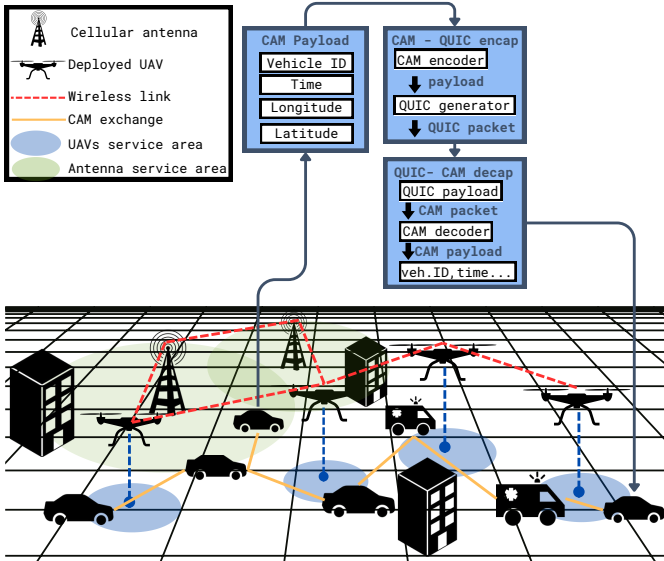 Cellular antenna
Deployed UAV
Wireless link
CAM exchange
UAVs service area
Antenna service area
CAM Payload
Vehicle ID
Time
Longitude
Latitude
CAM - QUIC encap
CAM encoder
payload
QUIC generator
QUIC packet
QUIC- CAM decap
QUIC payload
CAM packet
CAM decoder
CAM payload
veh.ID,time...